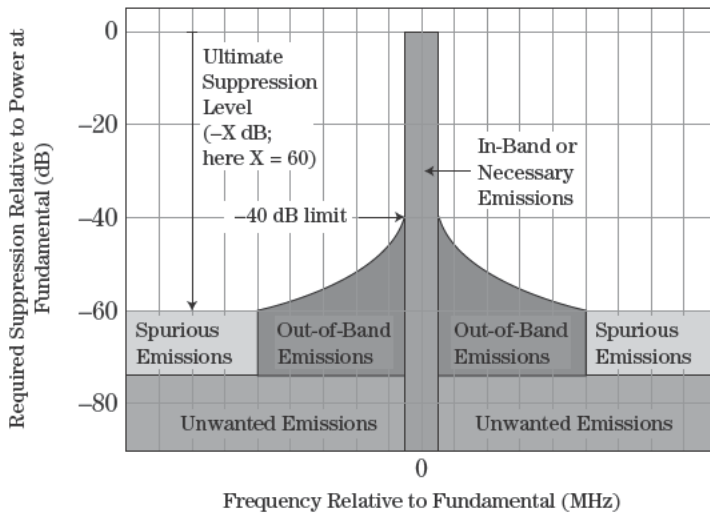 Required Suppression Relative to Power at
Fundamental (dB)
0
–20
–40
–60
–80
Ultimate
Suppression
Level
(–X dB;
here X = 60)
In-Band or
Necessary
Emissions
–40 dB limit
Spurious
Emissions
Out-of-Band
Emissions
Out-of-Band
Emissions
Spurious
Emissions
Unwanted Emissions
Unwanted Emissions
0
Frequency Relative to Fundamental (MHz)